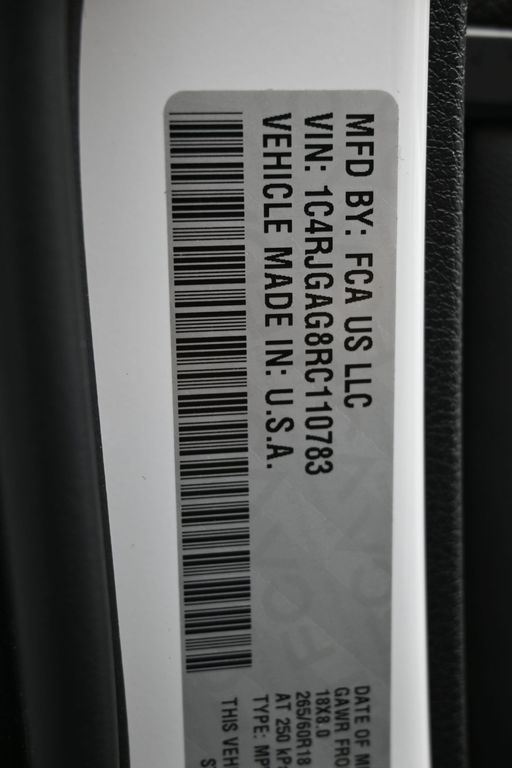 MFD BY: FCA US LLC
VIN: 1C4RJGAG8RC110783
VEHICLE MADE IN: U.S.A.
DATE OF M
GAWR FRO
18X8.0
265/60R18
AT 250 kPa
TYPE: MP
THIS VEH